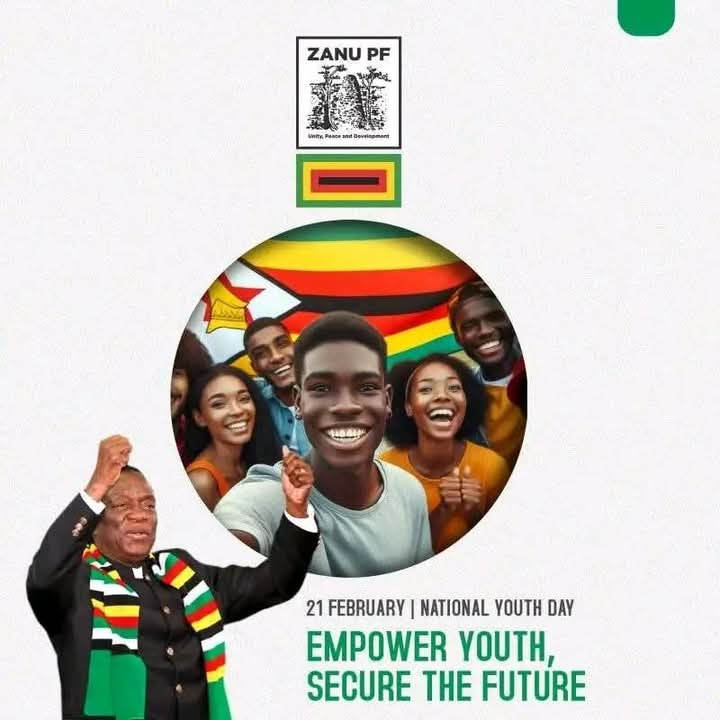 ZANU PF
Unity, Peace and Development
21 FEBRUARY | NATIONAL YOUTH DAY
EMPOWER YOUTH,
SECURE THE FUTURE